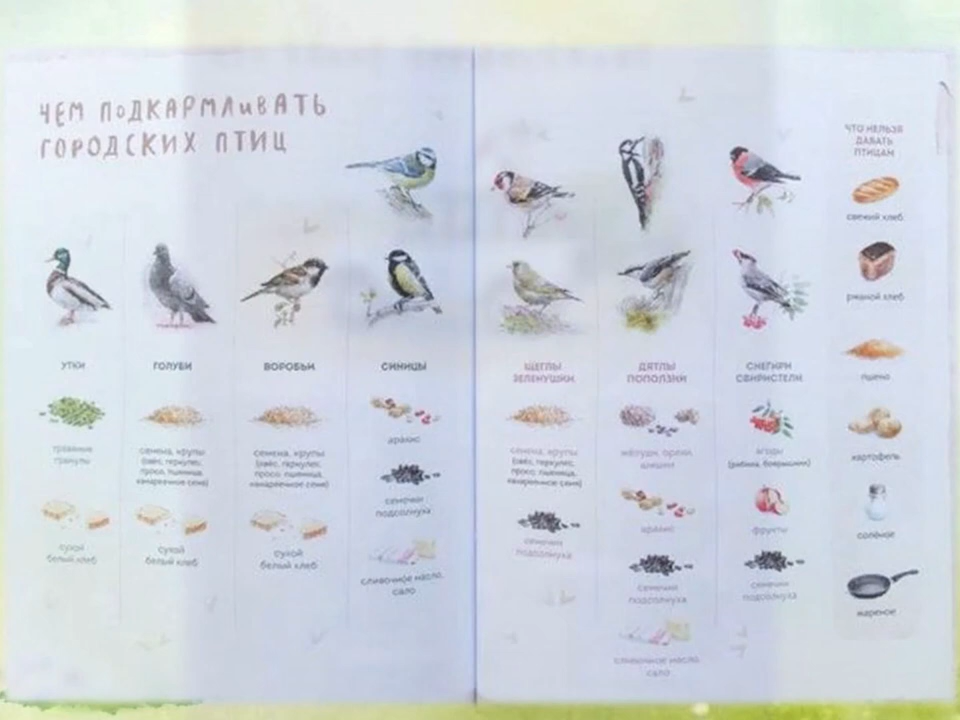 ЧЕМ ПОДКАРМЛИВАТЬ
ГОРОДСКИХ ПТИЦ
УТКИ
травяные
гранулы
сухой
белый хлеб
ГОЛУБИ
семена, крупы
(овёс, геркулес,
просо, пшеница,
канареечное семя)
сухой
белый хлеб
ВОРОБЬИ
семена, крупы
(овёс, геркулес,
просо, пшеница,
канареечное семя)
сухой
белый хлеб
СИНИЦЫ
арахис
семечки
подсолнуха
сливочное масло,
сало
ЩЕГЛЫ
ЗЕЛЕНУШКИ
семена, крупы
(овёс, геркулес,
просо, пшеница,
канареечное семя)
семечки
подсолнуха
ДЯТЛЫ
ПОПОЛЗНИ
жёлуди, орехи,
шишки
арахис
семечки
подсолнуха
сливочное масло,
сало
СНЕГИРИ
СВИРИСТЕЛИ
ягоды
(рябина, боярышник)
фрукты
семечки
подсолнуха
ЧТО НЕЛЬЗЯ
ДАВАТЬ
ПТИЦАМ
свежий хлеб
ржаной хлеб
пшено
картофель
солёное
жареное